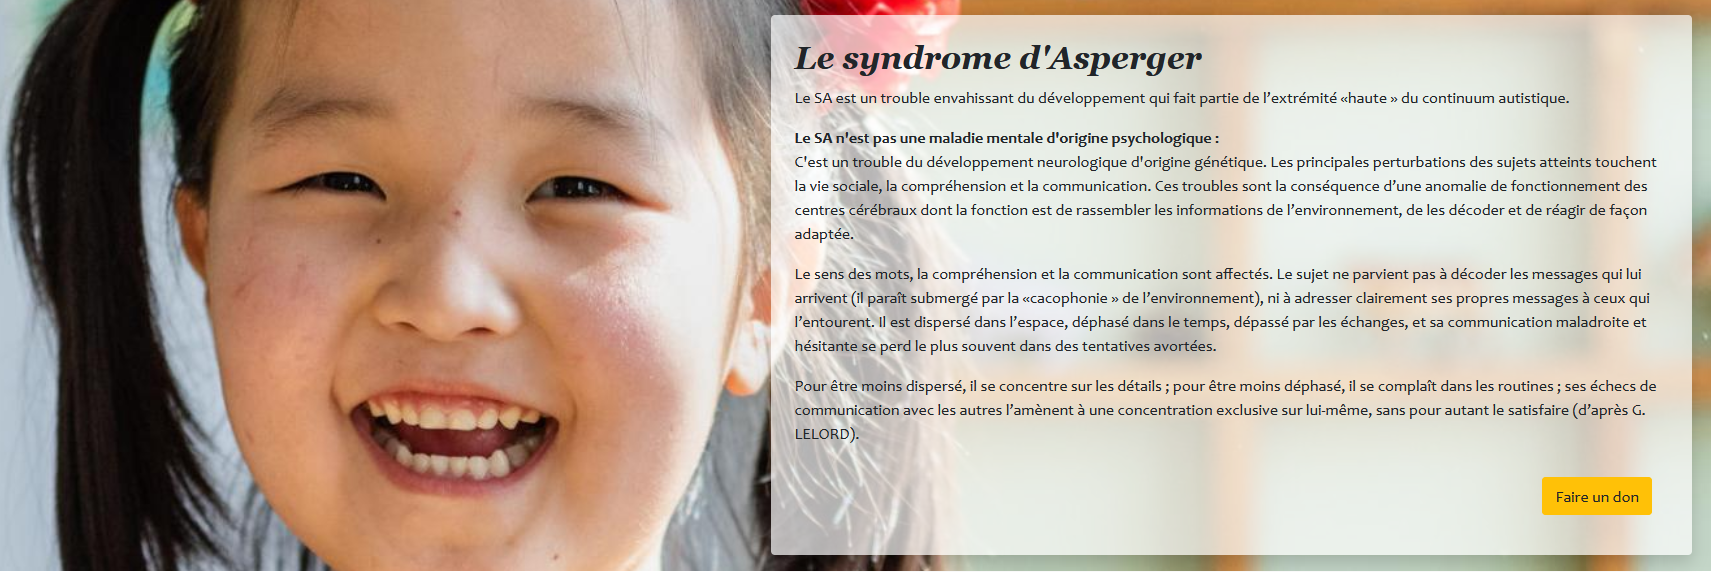 Le syndrome d'Asperger
Le SA est un trouble envahissant du développement qui fait partie de l’extrémité «haute » du continuum autistique.
Le SA n'est pas une maladie mentale d'origine psychologique :
C'est un trouble du développement neurologique d'origine génétique. Les principales perturbations des sujets atteints touchent
la vie sociale, la compréhension et la communication. Ces troubles sont la conséquence d’une anomalie de fonctionnement des
centres cérébraux dont la fonction est de rassembler les informations de l’environnement, de les décoder et de réagir de façon
adaptée.
Le sens des mots, la compréhension et la communication sont affectés. Le sujet ne parvient pas à décoder les messages qui lui
arrivent (il paraît submergé par la «cacophonie » de l’environnement), ni à adresser clairement ses propres messages à ceux qui
l’entourent. Il est dispersé dans l’espace, déphasé dans le temps, dépassé par les échanges, et sa communication maladroite et
hésitante se perd le plus souvent dans des tentatives avortées.
Pour être moins dispersé, il se concentre sur les détails ; pour être moins déphasé, il se complaît dans les routines ; ses échecs de
communication avec les autres l’amènent à une concentration exclusive sur lui-même, sans pour autant le satisfaire (d’après G.
LELORD).
Faire un don